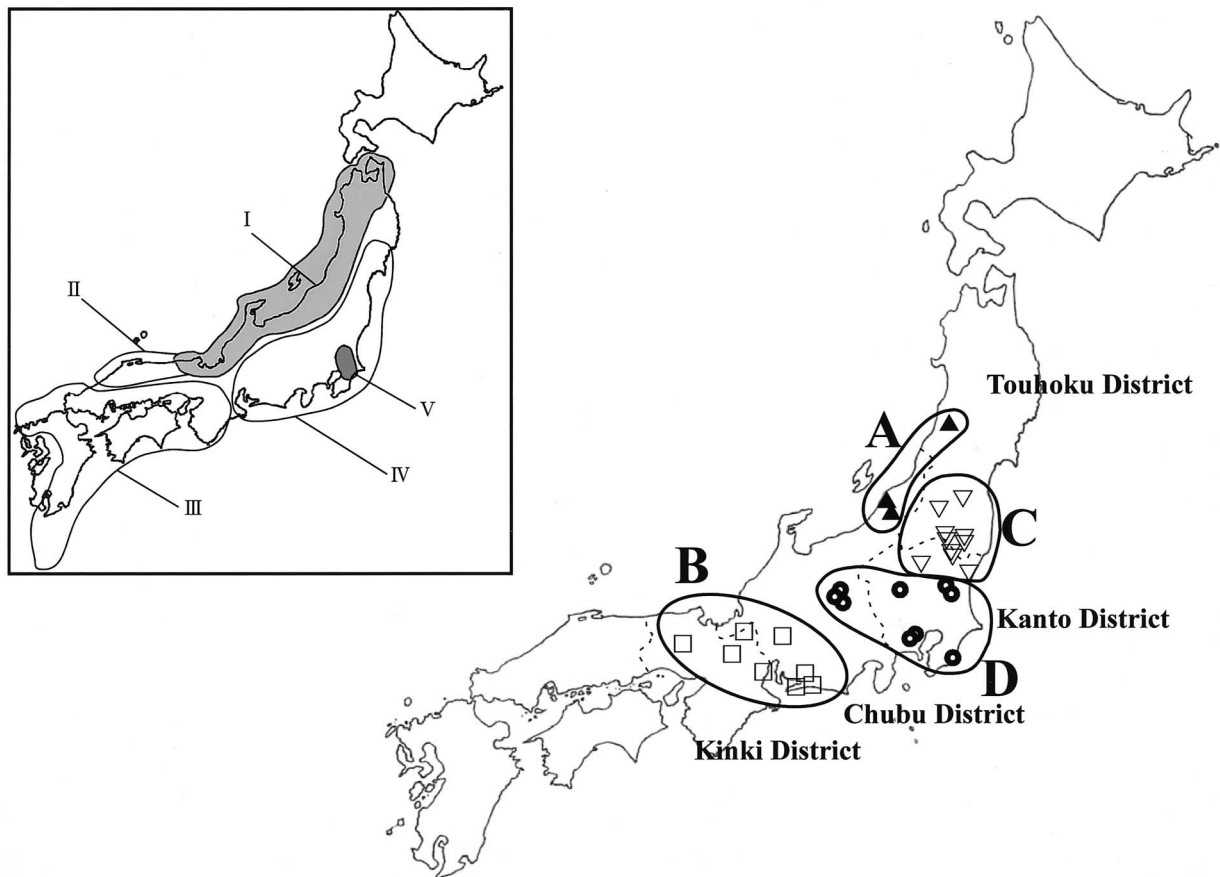 I
II
III
IV
V
Touhoku District
A
C
B
Kanto District
D
Chubu District
Kinki District